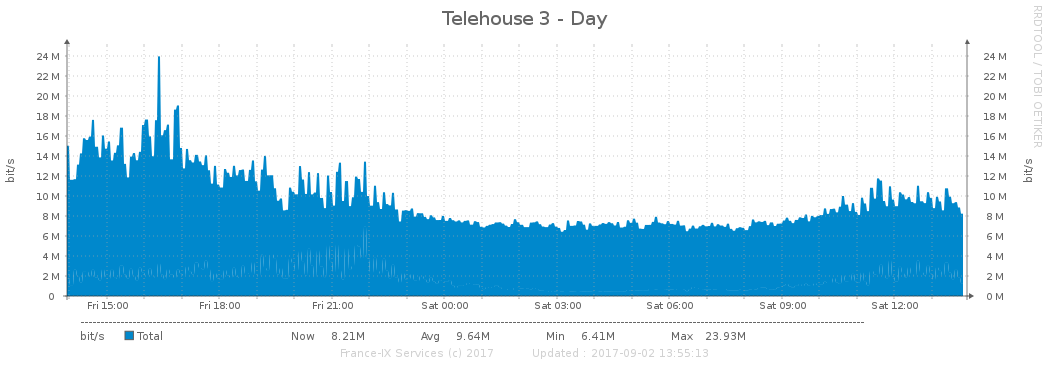 Telehouse 3 - Day
RRDTOOL / TOBI OETIKER
bit/s
bit/s
24 M 24 M
22 M 22 M
20 M 20 M
18 M 18 M
16 M 16 M
14 M 14 M
12 M 12 M
10 M 10 M
8 M 8 M
6 M 6 M
4 M 4 M
2 M 2 M
0 0 M
Fri 15:00 Fri 18:00 Fri 21:00 Sat 00:00 Sat 03:00 Sat 06:00 Sat 09:00 Sat 12:00
bit/s Total Now 8.21M Avg 9.64M Min 6.41M Max 23.93M
France-IX Services (c) 2017 Updated : 2017-09-02 13:55:13